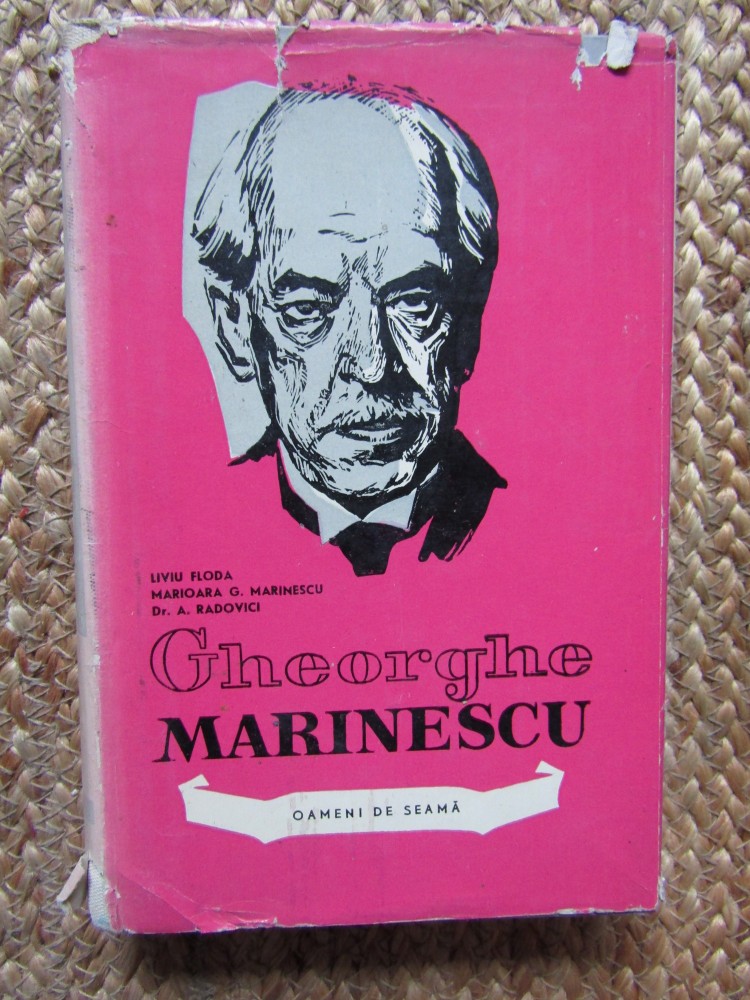 LIVIU FLODA
MARIOARA G. MARINESCU
Dr. A. RADOVICI
Gheorghe
MARINESCU
OAMENI DE SEAMĂ